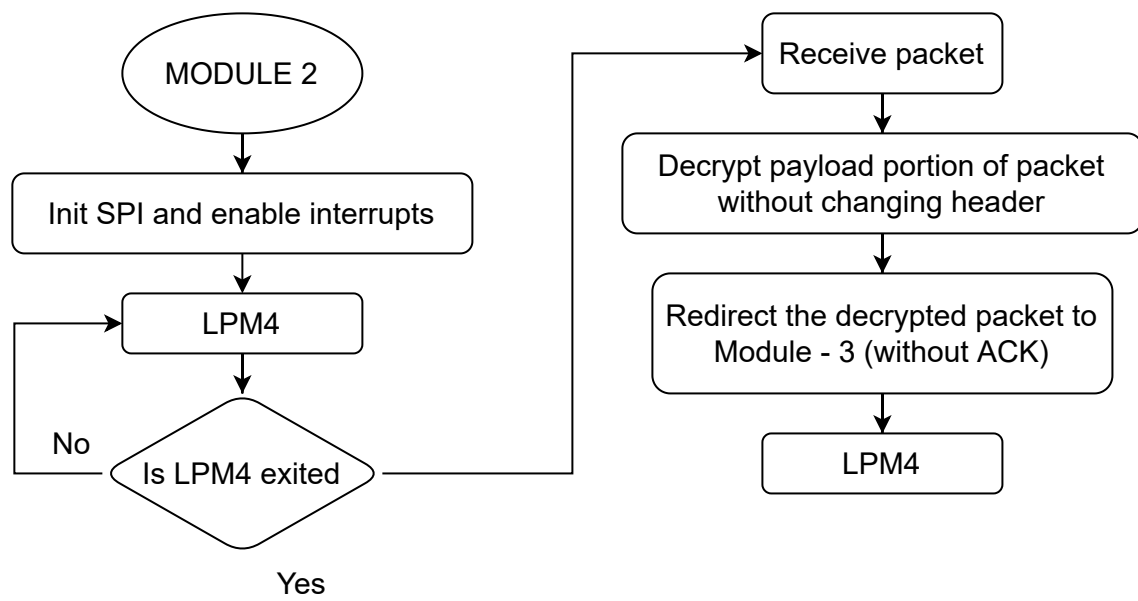 MODULE 2
Init SPI and enable interrupts
LPM4
No
Is LPM4 exited
Yes
Receive packet
Decrypt payload portion of packet
without changing header
Redirect the decrypted packet to
Module - 3 (without ACK)
LPM4